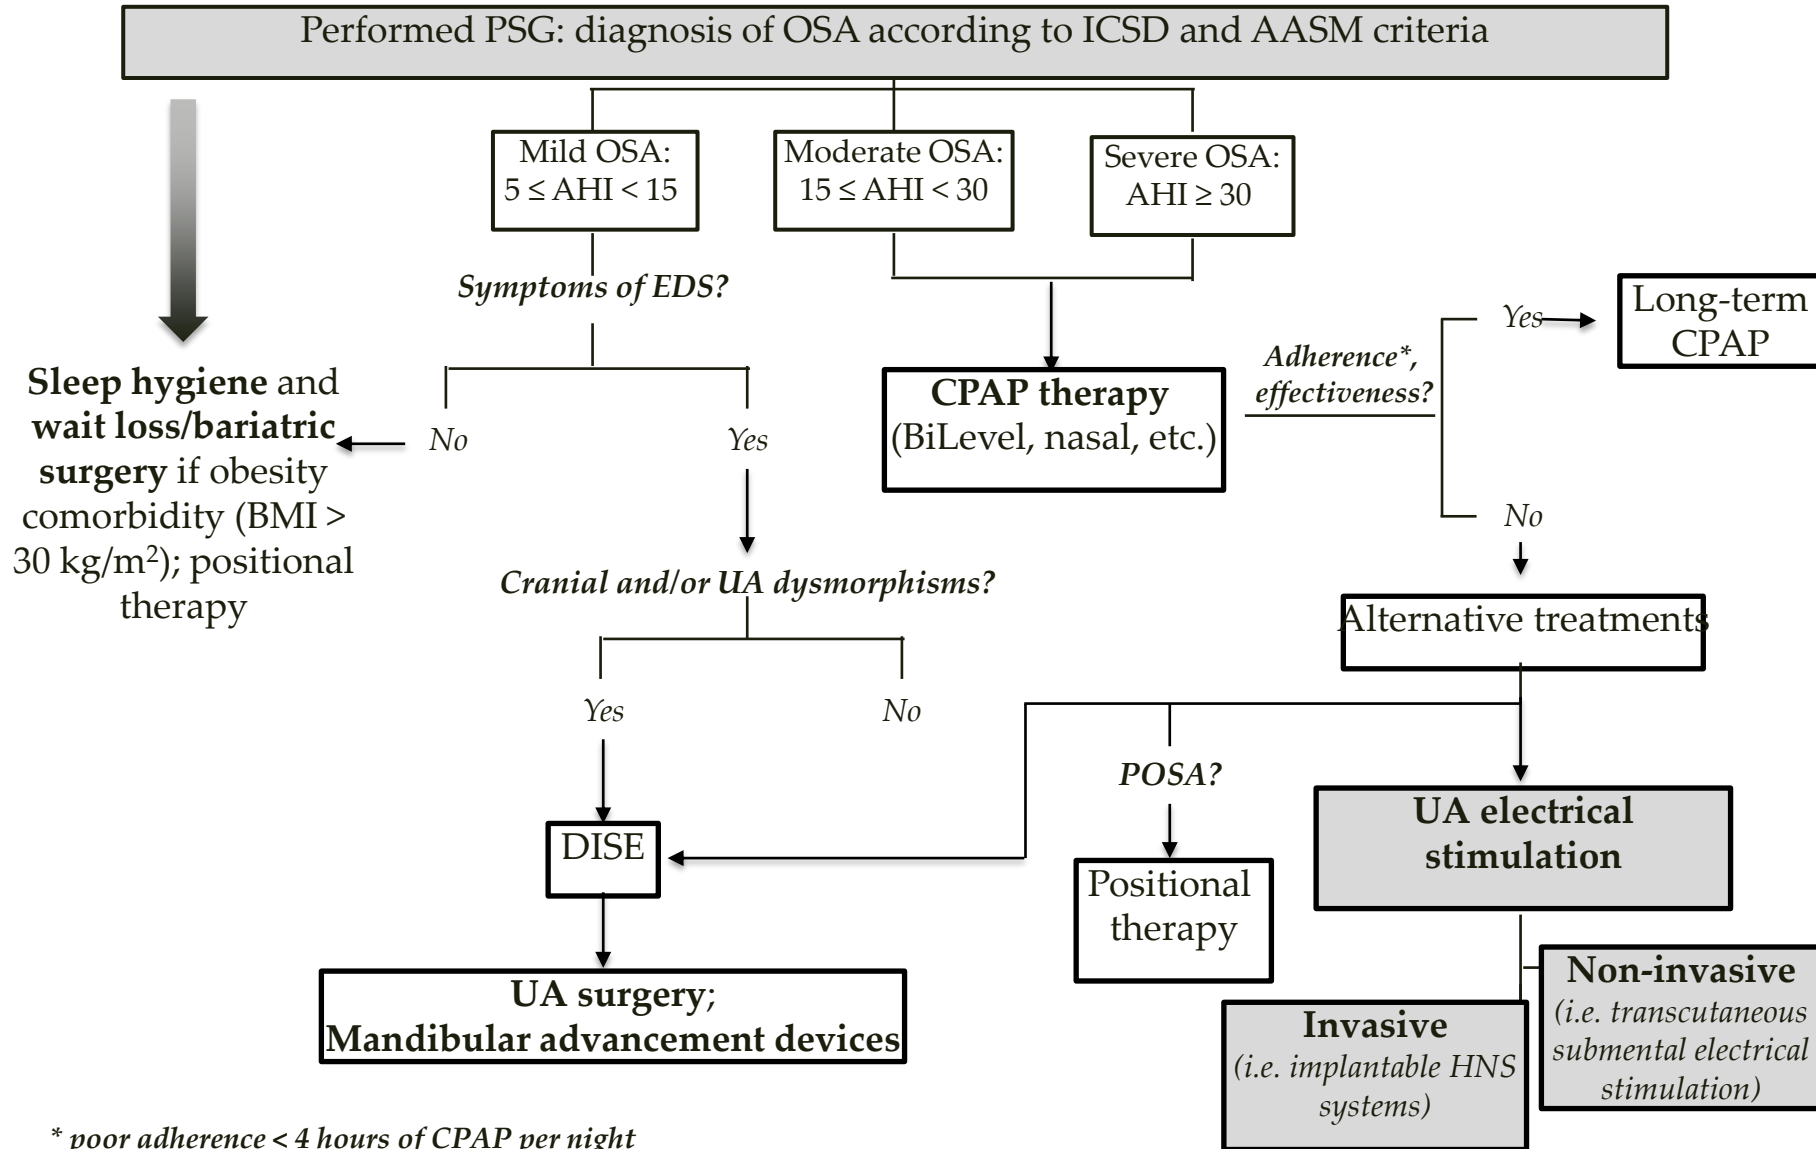 Performed PSG: diagnosis of OSA according to ICSD and AASM criteria
Mild OSA:
5 ≤ AHI < 15
Moderate OSA:
15 ≤ AHI < 30
Severe OSA:
AHI ≥ 30
Symptoms of EDS?
No
Yes
Sleep hygiene and
wait loss/bariatric
surgery if obesity
comorbidity (BMI >
30 kg/m²); positional
therapy
CPAP therapy
(BiLevel, nasal, etc.)
Adherence*,
effectiveness?
Yes
Long-term
CPAP
No
Alternative treatments
Cranial and/or UA dysmorphisms?
Yes
No
DISE
UA surgery;
Mandibular advancement devices
POSA?
Positional
therapy
UA electrical
stimulation
Invasive
(i.e. implantable HNS
systems)
Non-invasive
(i.e. transcutaneous
submental electrical
stimulation)
* poor adherence < 4 hours of CPAP per night